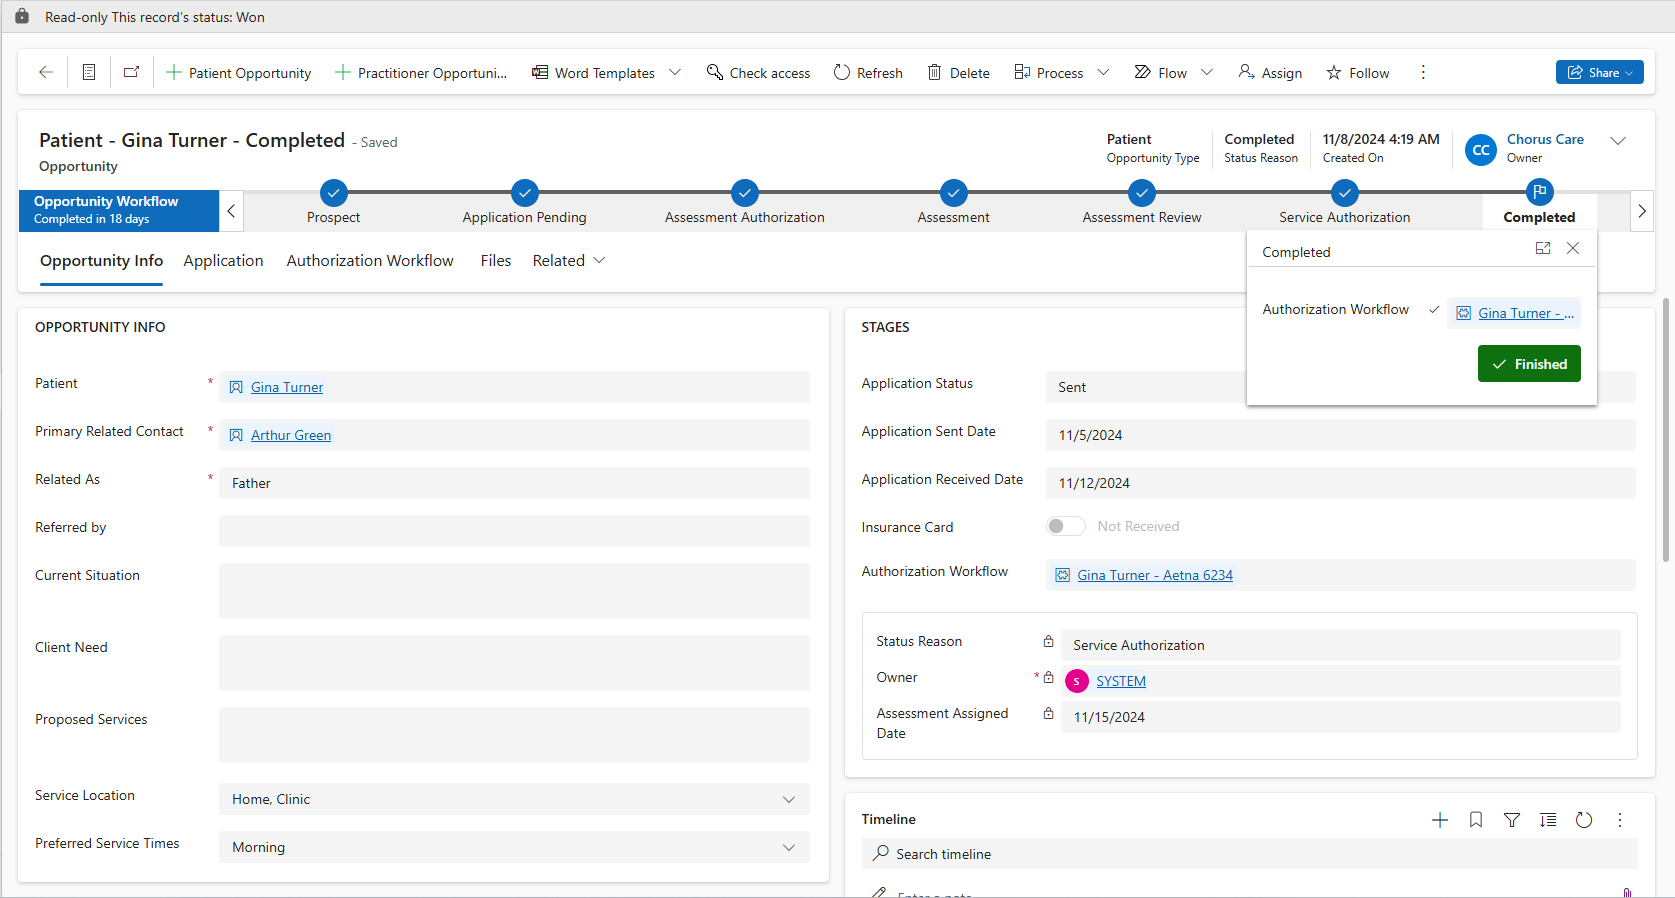 Read-only This record's status: Won
Patient Opportunity
Practitioner Opportuni...
Word Templates
Check access
Refresh
Delete
Process
Flow
Assign
Follow
Share
Patient - Gina Turner - Completed - Saved
Opportunity
Patient
Opportunity Type
Completed
Status Reason
11/8/2024 4:19 AM
Created On
CC
Chorus Care
Owner
Opportunity Workflow
Completed in 18 days
Prospect
Application Pending
Assessment Authorization
Assessment
Assessment Review
Service Authorization
Completed
Opportunity Info
Application
Authorization Workflow
Files
Related
Completed
Authorization Workflow
Gina Turner - ...
Finished
OPPORTUNITY INFO
Patient * Gina Turner
Primary Related Contact * Arthur Green
Related As * Father
Referred by
Current Situation
Client Need
Proposed Services
Service Location Home, Clinic
Preferred Service Times Morning
STAGES
Application Status Sent
Application Sent Date 11/5/2024
Application Received Date 11/12/2024
Insurance Card Not Received
Authorization Workflow Gina Turner - Aetna 6234
Status Reason Service Authorization
Owner * S SYSTEM
Assessment Assigned 11/15/2024
Date
Timeline
Search timeline
Enter a note